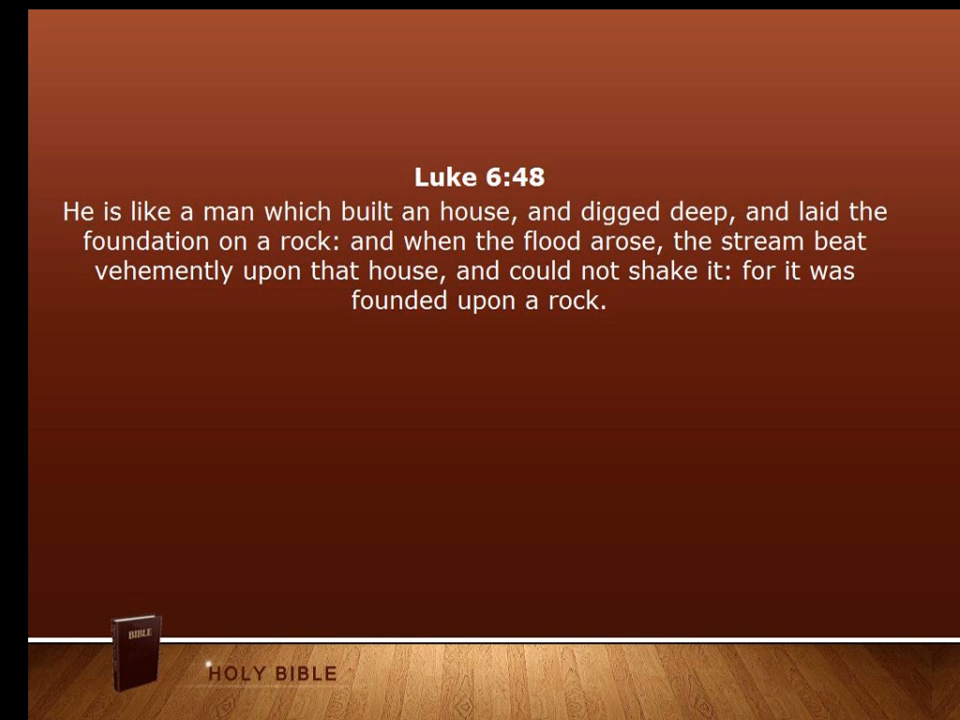 Luke 6:48
He is like a man which built an house, and digged deep, and laid the
foundation on a rock: and when the flood arose, the stream beat
vehemently upon that house, and could not shake it: for it was
founded upon a rock.
BIBLE
HOLY BIBLE